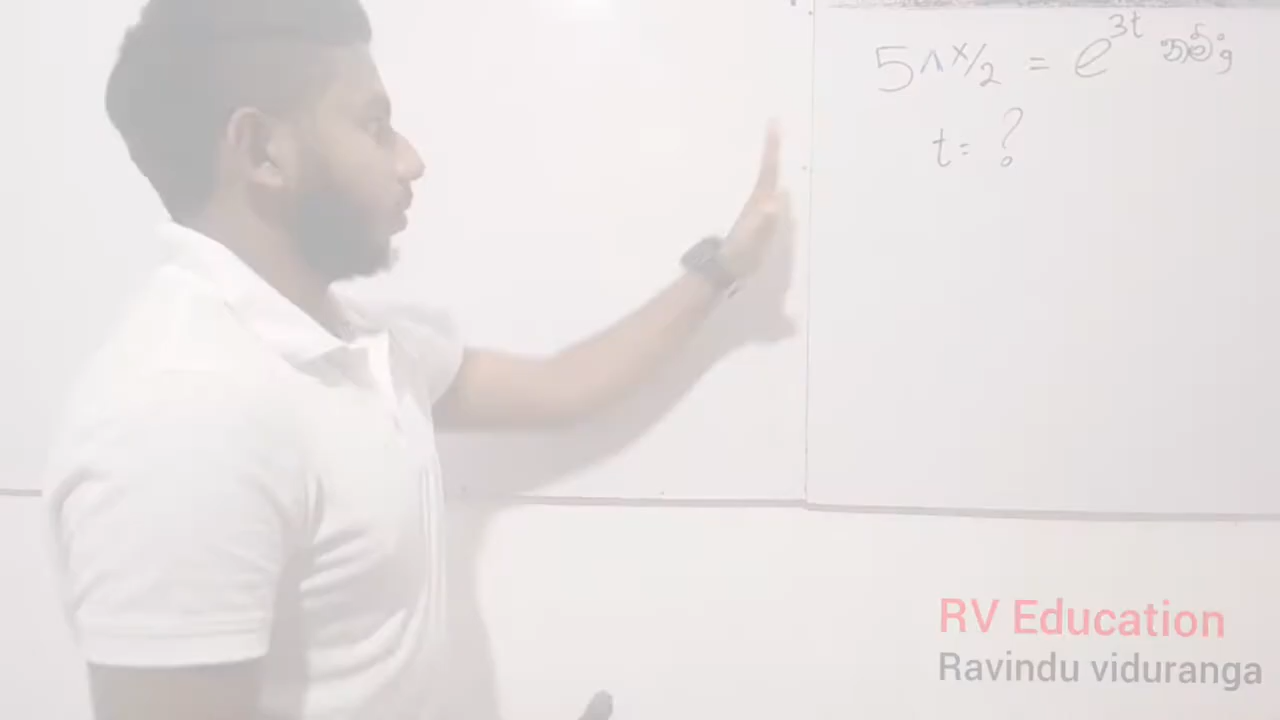 5^x/2 = e^3t නම්;
t = ?
RV Education
Ravindu viduranga